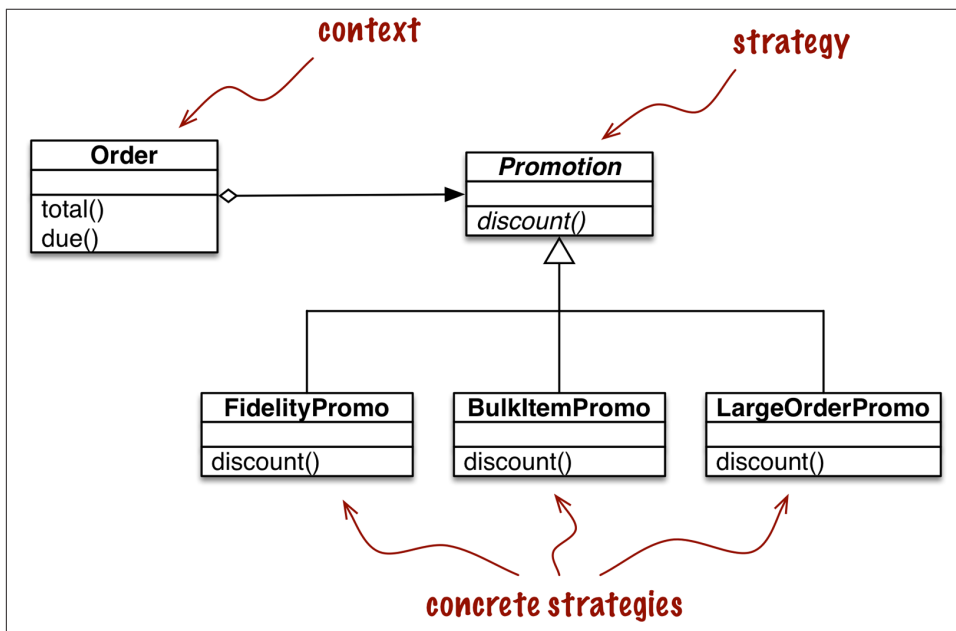 context
strategy
Order
total()
due()
Promotion
discount()
FidelityPromo
discount()
BulkItemPromo
discount()
LargeOrderPromo
discount()
concrete strategies